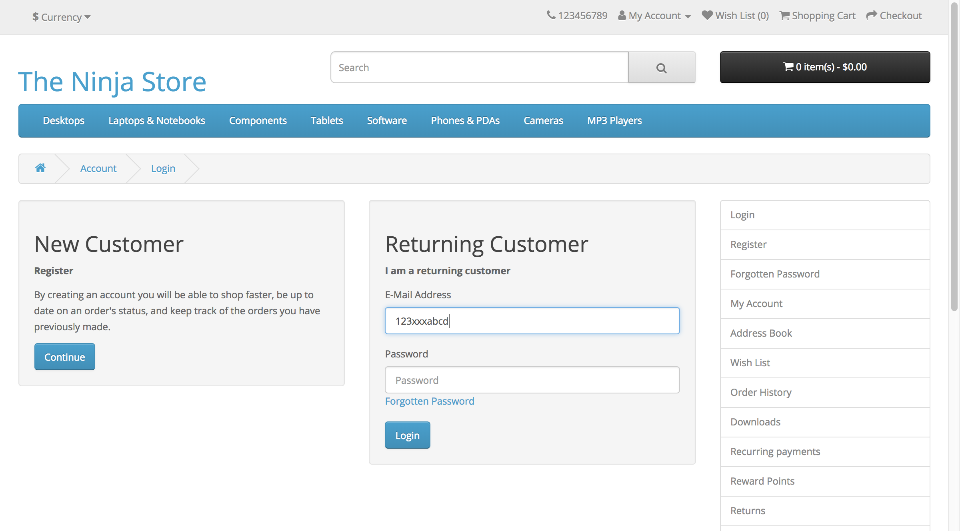 $ Currency
123456789 My Account Wish List (0) Shopping Cart Checkout
The Ninja Store
Search
0 item(s) - $0.00
Desktops Laptops & Notebooks Components Tablets Software Phones & PDAs Cameras MP3 Players
Account Login
New Customer
Register
By creating an account you will be able to shop faster, be up to
date on an order's status, and keep track of the orders you have
previously made.
Continue
Returning Customer
I am a returning customer
E-Mail Address
123xxxabcd
Password
Password
Forgotten Password
Login
Login
Register
Forgotten Password
My Account
Address Book
Wish List
Order History
Downloads
Recurring payments
Reward Points
Returns